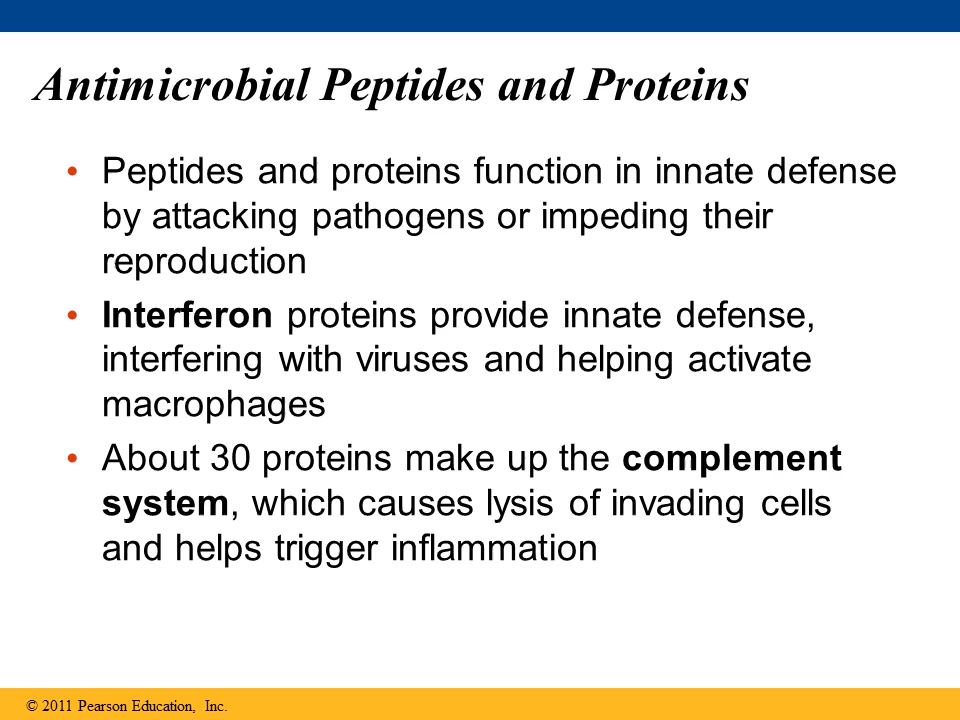 Antimicrobial Peptides and Proteins
• Peptides and proteins function in innate defense
by attacking pathogens or impeding their
reproduction
• Interferon proteins provide innate defense,
interfering with viruses and helping activate
macrophages
• About 30 proteins make up the complement
system, which causes lysis of invading cells
and helps trigger inflammation
© 2011 Pearson Education, Inc.